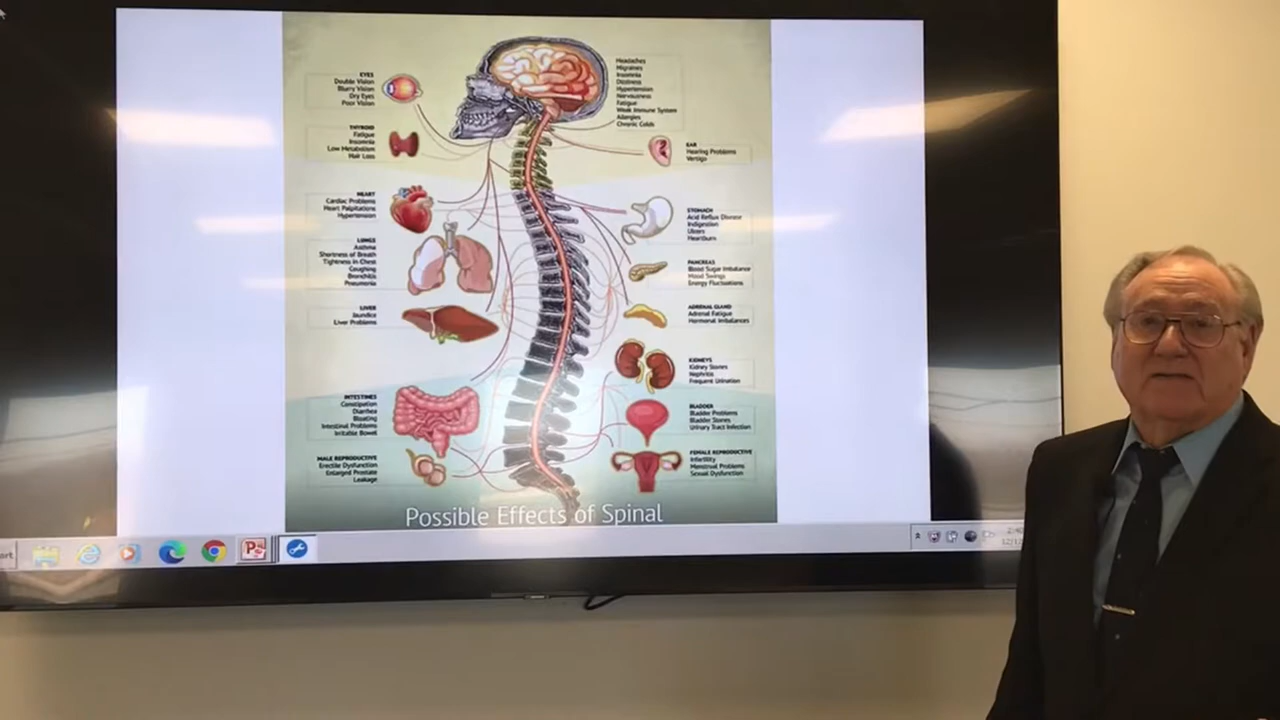 EYES
Double Vision
Blurry Vision
Dry Eyes
Poor Vision
THYROID
Fatigue
Insomnia
Low Metabolism
Hair Loss
HEART
Cardiac Problems
Heart Palpitations
Hypertension
LUNGS
Asthma
Shortness of Breath
Tightness in Chest
Coughing
Bronchitis
Pneumonia
LIVER
Jaundice
Liver Problems
INTESTINES
Constipation
Diarrhea
Bloating
Intestinal Problems
Irritable Bowel
MALE REPRODUCTIVE
Erectile Dysfunction
Enlarged Prostate
Leakage
Headaches
Migraines
Insomnia
Dizziness
Hypertension
Nervousness
Fatigue
Weak Immune System
Allergies
Chronic Colds
EAR
Hearing Problems
Vertigo
STOMACH
Acid Reflux Disease
Indigestion
Ulcers
Heartburn
PANCREAS
Blood Sugar Imbalance
Mood Swings
Energy Fluctuations
ADRENAL GLAND
Adrenal Fatigue
Hormonal Imbalances
KIDNEYS
Kidney Stones
Nephritis
Frequent Urination
BLADDER
Bladder Problems
Bladder Stones
Urinary Tract Infection
FEMALE REPRODUCTIVE
Infertility
Menstrual Problems
Sexual Dysfunction
Possible Effects of Spinal